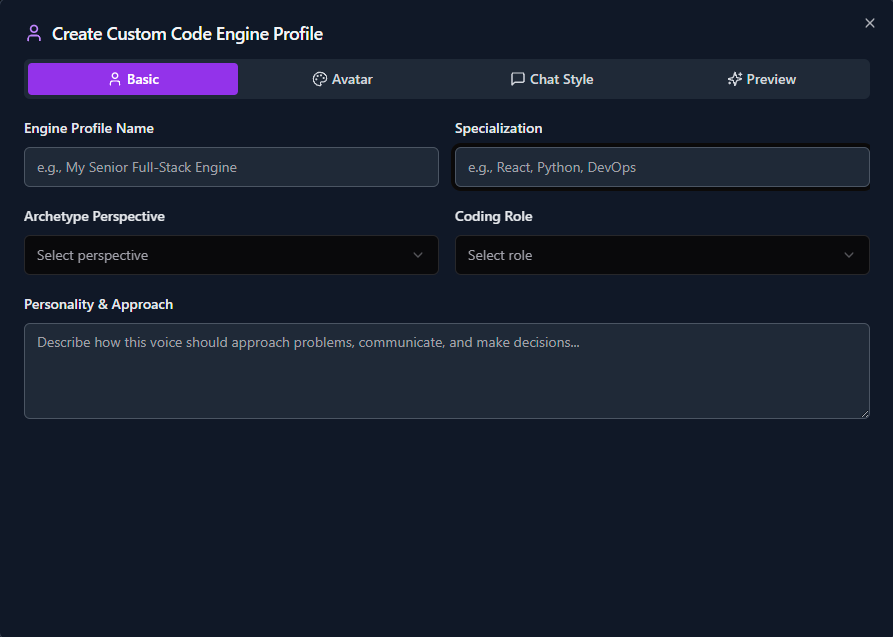 Create Custom Code Engine Profile
Basic
Avatar
Chat Style
Preview
Engine Profile Name
Specialization
e.g., My Senior Full-Stack Engine
e.g., React, Python, DevOps
Archetype Perspective
Coding Role
Select perspective
Select role
Personality & Approach
Describe how this voice should approach problems, communicate, and make decisions...